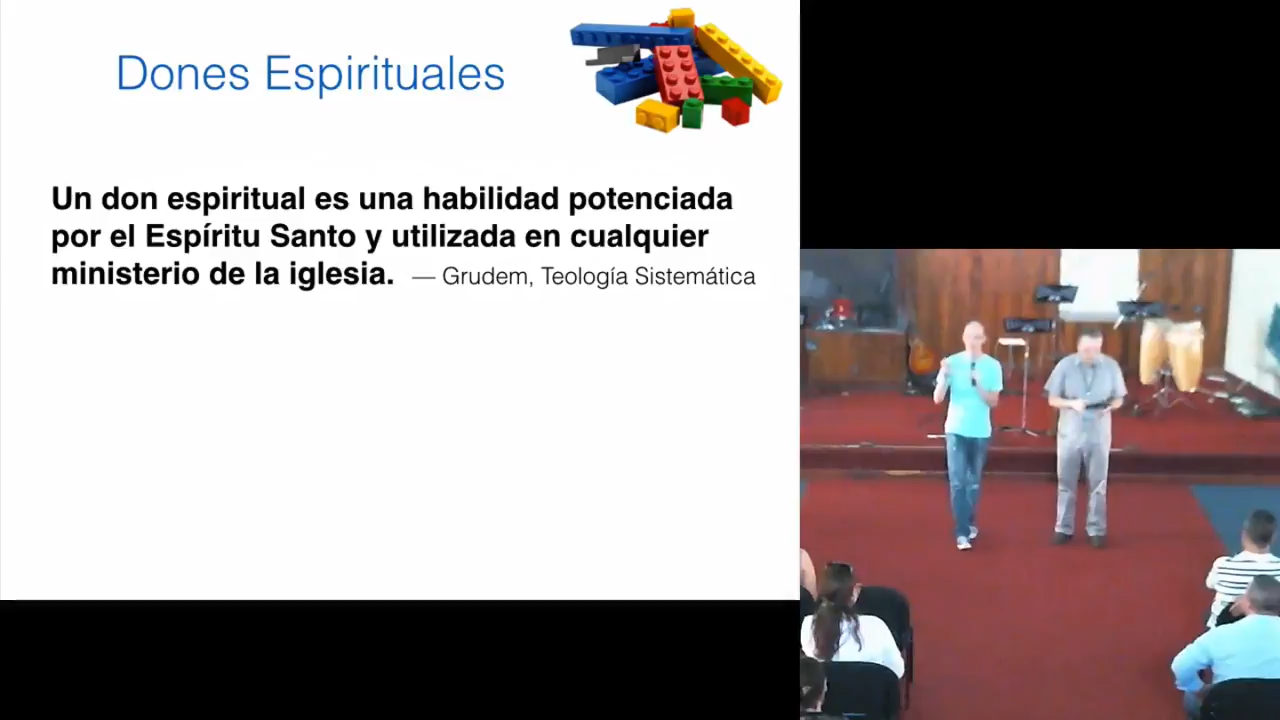 Dones Espirituales
Un don espiritual es una habilidad potenciada
por el Espíritu Santo y utilizada en cualquier
ministerio de la iglesia. — Grudem, Teología Sistemática